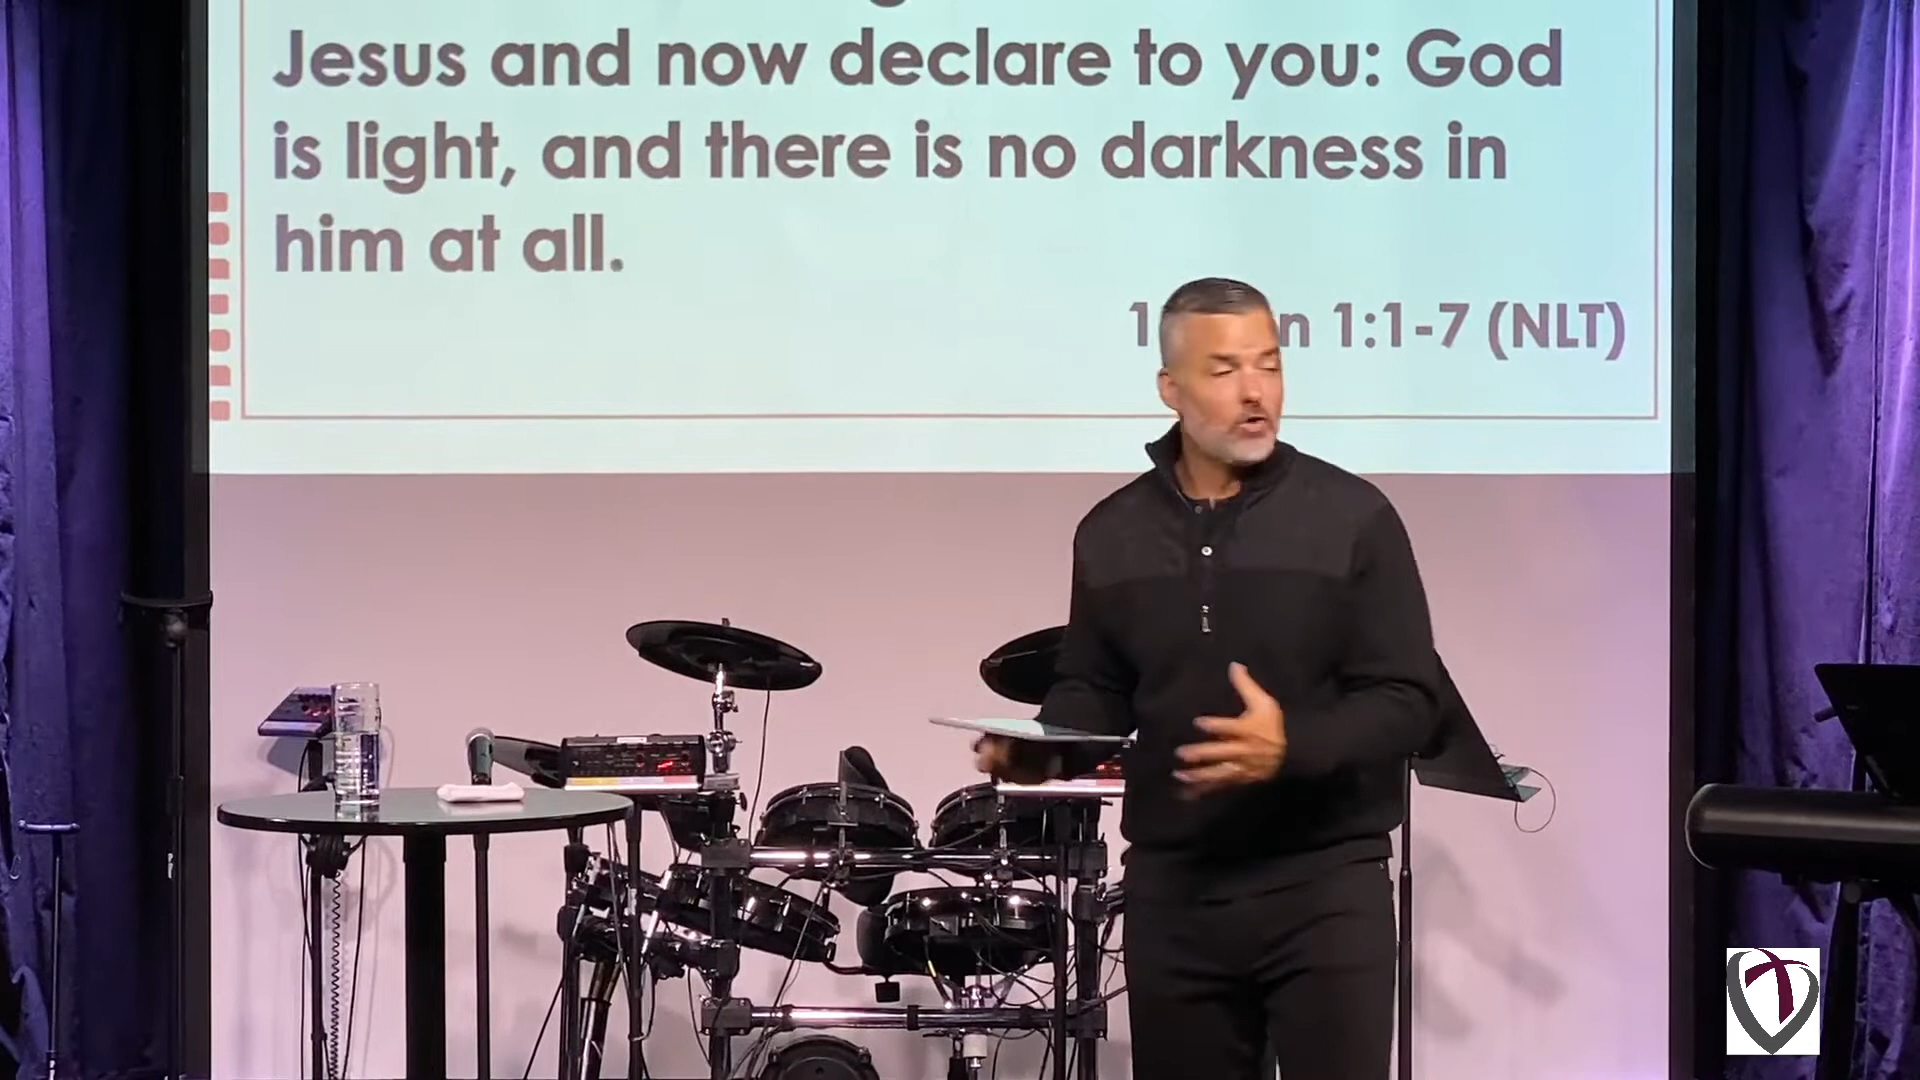 Jesus and now declare to you: God
is light, and there is no darkness in
him at all.
1 n 1:1-7 (NLT)